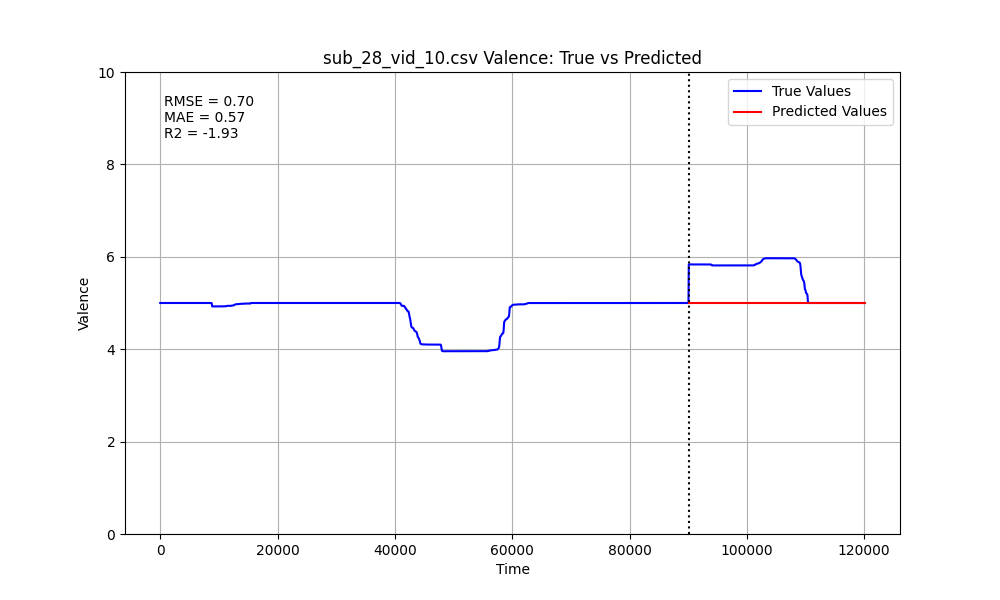 sub_28_vid_10.csv Valence: True vs Predicted
RMSE = 0.70
MAE = 0.57
R2 = -1.93
True Values
Predicted Values
10
8
6
4
2
0
Valence
0
20000
40000
60000
80000
100000
120000
Time